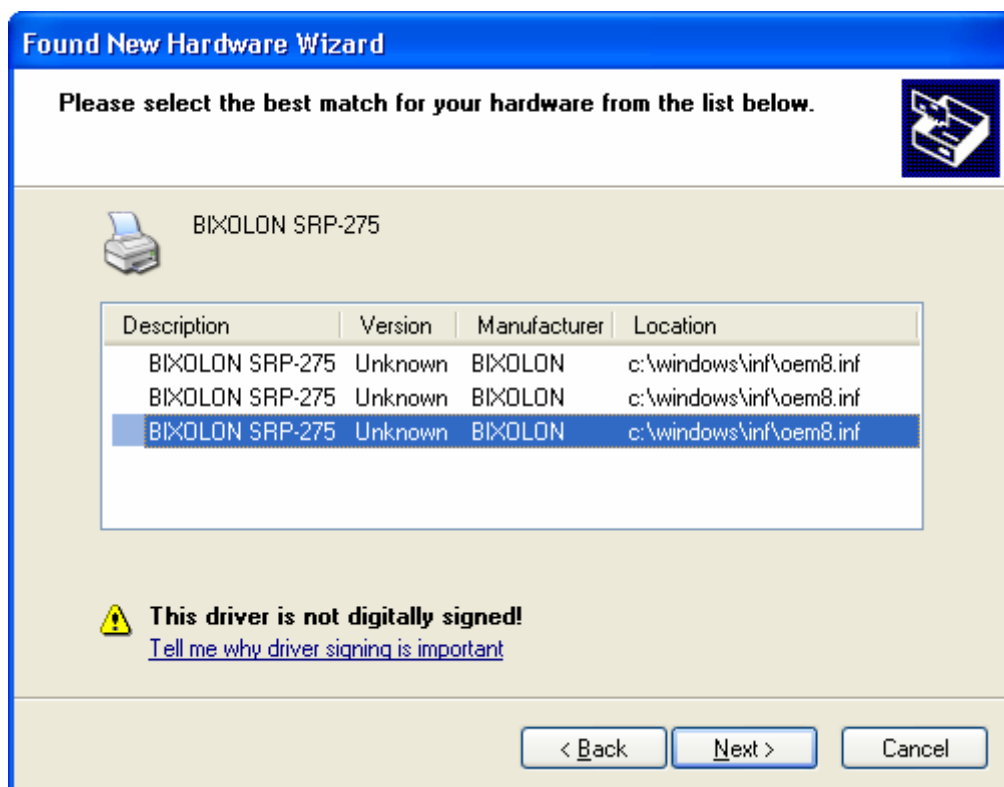 Found New Hardware Wizard
Please select the best match for your hardware from the list below.
BIXOLON SRP-275
Description Version Manufacturer Location
BIXOLON SRP-275 Unknown BIXOLON c:\windows\inf\oem8.inf
BIXOLON SRP-275 Unknown BIXOLON c:\windows\inf\oem8.inf
BIXOLON SRP-275 Unknown BIXOLON c:\windows\inf\oem8.inf
This driver is not digitally signed!
Tell me why driver signing is important
< Back Next > Cancel